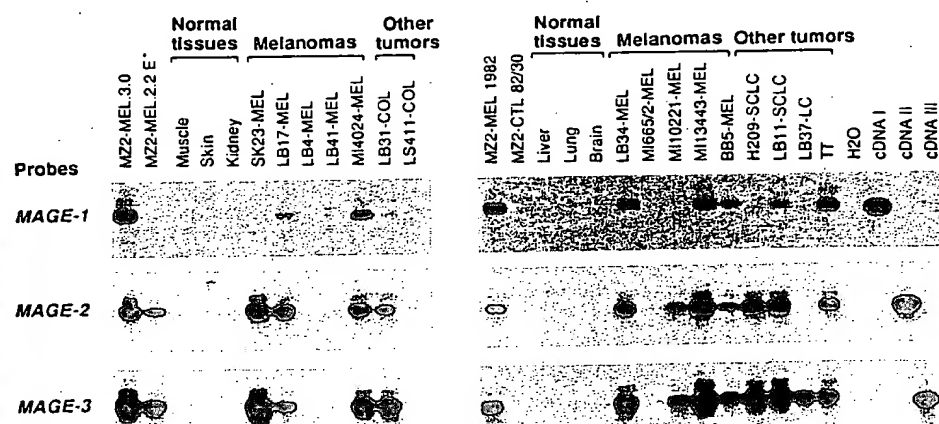 Normal tissues
Melanomas
Other tumors
Normal tissues
Melanomas
Other tumors
MZ2-MEL.3.0
MZ2-MEL.2.2 E-
Muscle
Skin
Kidney
SK23-MEL
LB17-MEL
LB4-MEL
LB41-MEL
MI4024-MEL
LB31-COL
LS411-COL
MZ2-MEL 1982
MZ2-CTL 82/30
Liver
Lung
Brain
LB34-MEL
MI665/2-MEL
MI10221-MEL
MI13443-MEL
BB5-MEL
H209-SCLC
LB11-SCLC
LB37-LC
TT
H2O
cDNA I
cDNA II
cDNA III
Probes
MAGE-1
MAGE-2
MAGE-3